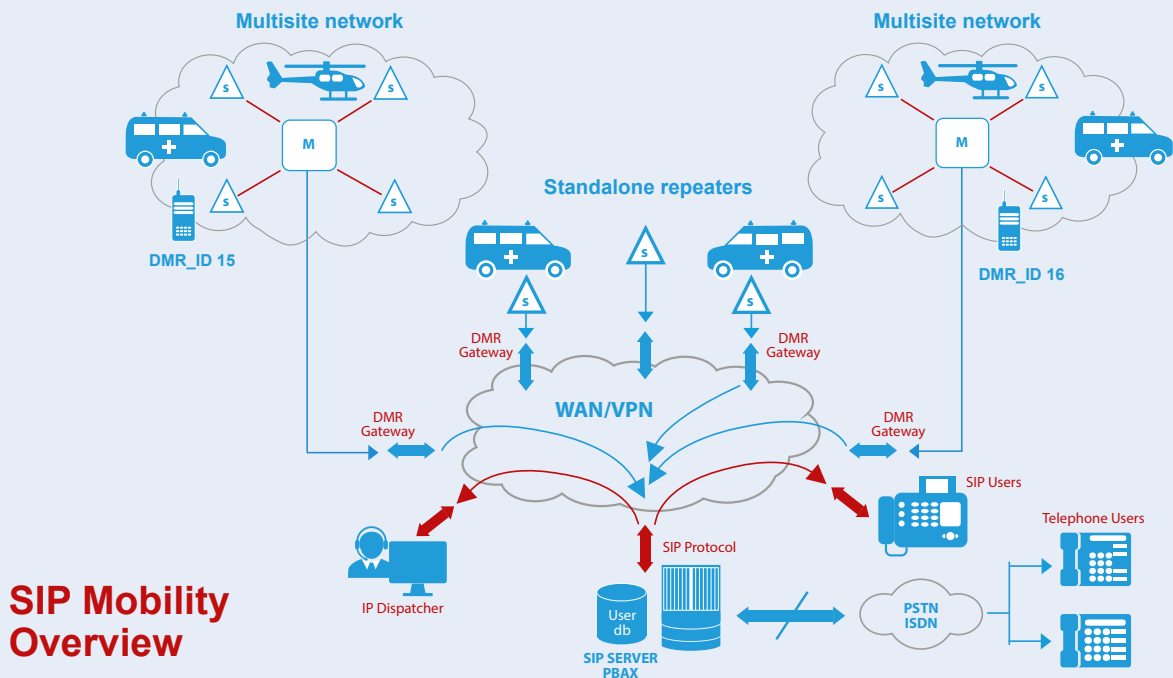 Multisite network
Multisite network
s
s
s
s
M
M
s
s
s
s
Standalone repeaters
DMR_ID 15
DMR_ID 16
s
s
s
DMR
Gateway
DMR
Gateway
WAN/VPN
DMR
Gateway
DMR
Gateway
SIP Users
Telephone Users
SIP Protocol
IP Dispatcher
User
db
PSTN
ISDN
SIP SERVER
PBAX
SIP Mobility
Overview